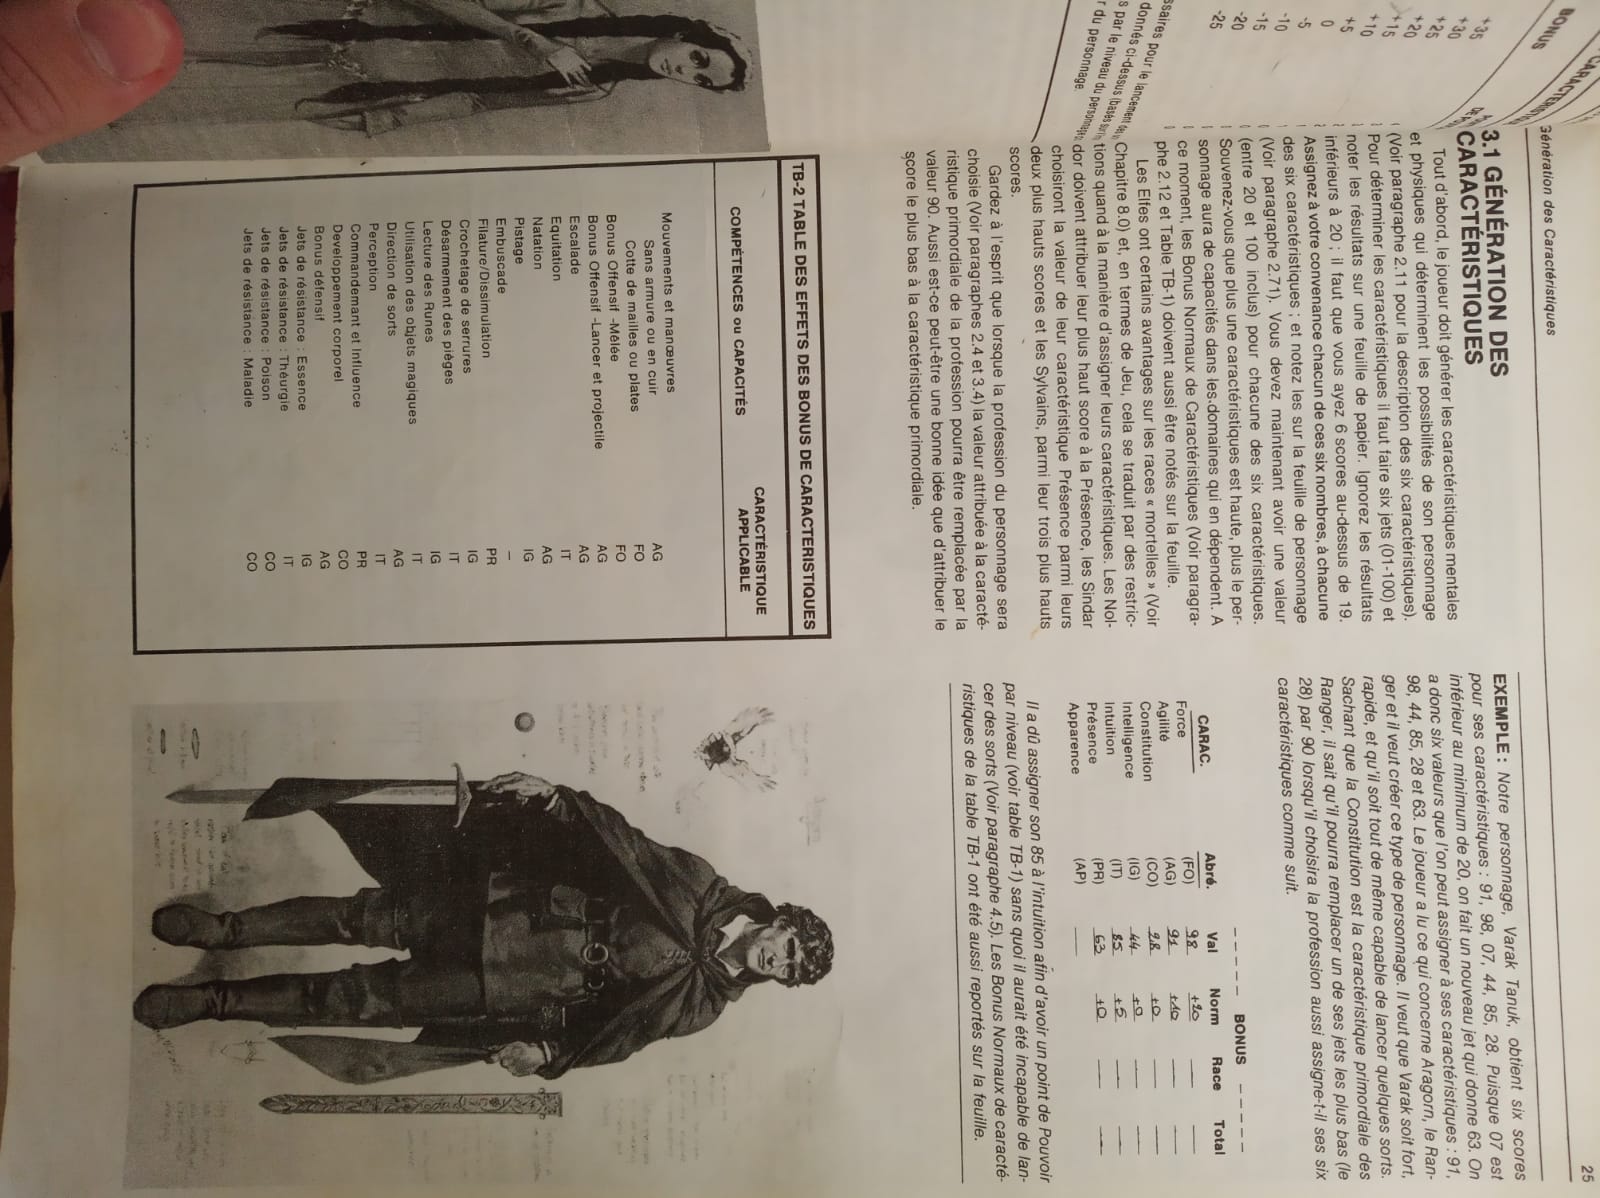 BONUS
+35
+30
+25
+20
+15
+10
+5
0
-5
-10
-15
-20
-25
ssaires pour le lancement
donnés ci-dessus (basés
s par le niveau du personnage
r du personnage.
25
Génération des Caractéristiques
3.1 GÉNÉRATION DES
CARACTÉRISTIQUES
Tout d'abord, le joueur doit générer les caractéristiques mentales
et physiques qui déterminent les possibilités de son personnage
(Voir paragraphe 2.11 pour la description des six caractéristiques).
Pour déterminer les caractéristiques il faut faire six jets (01-100) et
noter les résultats sur une feuille de papier. Ignorez les résultats
inférieurs à 20 ; il faut que vous ayez 6 scores au-dessus de 19.
Assignez à votre convenance chacun de ces six nombres, à chacune
des six caractéristiques ; et notez les sur la feuille de personnage
(Voir paragraphe 2.71). Vous devez maintenant avoir une valeur
(entre 20 et 100 inclus) pour chacune des six caractéristiques.
Souvenez-vous que plus une caractéristiques est haute, plus le per-
sonnage aura de capacités dans les domaines qui en dépendent. A
ce moment, les Bonus Normaux de Caractéristiques (Voir paragra-
phe 2.12 et Table TB-1) doivent aussi être notés sur la feuille.
Les Elfes ont certains avantages sur les races « mortelles » (Voir
Chapitre 8.0) et, en termes de Jeu, cela se traduit par des restric-
tions quand à la manière d'assigner leurs caractéristiques. Les Nol-
dor doivent attribuer leur plus haut score à la Présence, les Sindar
choisiront la valeur de leur caractéristique Présence parmi leurs
deux plus hauts scores et les Sylvains, parmi leur trois plus hauts
scores.
Gardez à l'esprit que lorsque la profession du personnage sera
choisie (Voir paragraphes 2.4 et 3.4) la valeur attribuée à la caracté-
ristique primordiale de la profession pourra être remplacée par la
valeur 90. Aussi est-ce peut-être une bonne idée que d'attribuer le
score le plus bas à la caractéristique primordiale.
EXEMPLE : Notre personnage, Varak Tanuk, obtient six scores
pour ses caractéristiques : 91, 98, 07, 44, 85, 28. Puisque 07 est
inférieur au minimum de 20, on fait un nouveau jet qui donne 63. On
a donc six valeurs que l'on peut assigner à ses caractéristiques : 91,
98, 44, 85, 28 et 63. Le joueur a lu ce qui concerne Aragorn, le Ran-
ger et il veut créer ce type de personnage. Il veut que Varak soit fort,
rapide, et qu'il soit tout de même capable de lancer quelques sorts.
Sachant que la Constitution est la caractéristique primordiale des
Ranger, il sait qu'il pourra remplacer un de ses jets les plus bas (le
28) par 90 lorsqu'il choisira la profession aussi assigne-t-il ses six
caractéristiques comme suit.
– – – – – BONUS – – – – –
CARAC. Abré. Val Norm Race Total
Force (FO) 98 +20
Agilité (AG) 91 +10
Constitution (CO) 28 +0
Intelligence (IG) 44 +0
Intuition (IT) 85 +5
Présence (PR) 63 +0
Apparence (AP)
Il a dû assigner son 85 à l'intuition afin d'avoir un point de Pouvoir
par niveau (voir table TB-1) sans quoi il aurait été incapable de lan-
cer des sorts (Voir paragraphe 4.5). Les Bonus Normaux de caracté-
ristiques de la table TB-1 ont été aussi reportés sur la feuille.
TB-2 TABLE DES EFFETS DES BONUS DE CARACTERISTIQUES
COMPÉTENCES ou CAPACITÉS CARACTÉRISTIQUE
APPLICABLE
Mouvements et manœuvres
Sans armure ou en cuir AG
Cotte de mailles ou plates FO
Bonus Offensif -Mêlée FO
Bonus Offensif -Lancer et projectile AG
Escalade AG
Equitation IT
Natation AG
Pistage IG
Embuscade –
Filature/Dissimulation PR
Crochetage de serrures IG
Désarmement des pièges IT
Lecture des Runes IG
Utilisation des objets magiques IT
Direction de sorts AG
Perception IT
Commandemant et Influence PR
Developpement corporel CO
Bonus défensif AG
Jets de résistance : Essence IG
Jets de résistance : Théurgie IT
Jets de résistance : Poison CO
Jets de résistance : Maladie CO